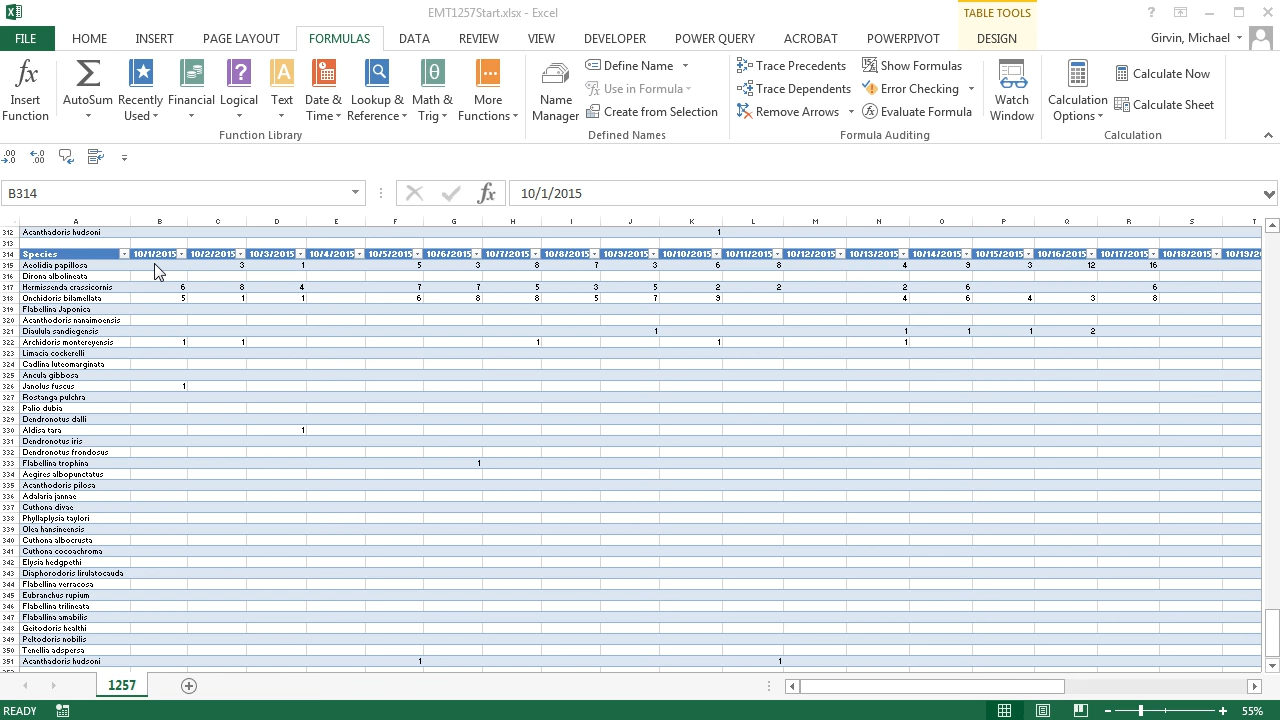 EMT1257Start.xlsx - Excel
TABLE TOOLS
FILE HOME INSERT PAGE LAYOUT FORMULAS DATA REVIEW VIEW DEVELOPER POWER QUERY ACROBAT POWERPIVOT DESIGN Girvin, Michael
Insert Function
AutoSum
Recently Used
Financial
Logical
Text
Date & Time
Lookup & Reference
Math & Trig
More Functions
Function Library
Name Manager
Define Name
Use in Formula
Create from Selection
Defined Names
Trace Precedents
Trace Dependents
Remove Arrows
Show Formulas
Error Checking
Evaluate Formula
Formula Auditing
Watch Window
Calculation Options
Calculate Now
Calculate Sheet
Calculation
B314 fx 10/1/2015
A B C D E F G H I J K L M N O P Q R S T
312 Acanthadoris hudsoni 1
313
314 Species 10/1/2015 10/2/2015 10/3/2015 10/4/2015 10/5/2015 10/6/2015 10/7/2015 10/8/2015 10/9/2015 10/10/2015 10/11/2015 10/12/2015 10/13/2015 10/14/2015 10/15/2015 10/16/2015 10/17/2015 10/18/2015
315 Aeolidia papillosa 3 1 5 3 8 7 3 6 8 4 9 3 12 16
316 Dirona albolineata
317 Hermissenda crassicornis 6 8 4 7 7 5 3 5 2 2 2 6 6
318 Onchidoris bilamellata 5 1 1 6 8 8 5 7 9 4 6 4 3 8
319 Flabellina Japonica
320 Acanthodoris nanaimoensis
321 Diaulula sandiegensis 1 1 1 1 2
322 Archidoris montereyensis 1 1 1 1 1
323 Limacia cockerelli
324 Cadlina luteomarginata
325 Ancula gibbosa
326 Janolus fuscus 1
327 Rostanga pulchra
328 Palio dubia
329 Dendronotus dalli
330 Aldisa tara 1
331 Dendronotus iris
332 Dendronotus frondosus
333 Flabellina trophina 1
334 Aegires albopunctatus
335 Acanthodoris pilosa
336 Adalaria jannae
337 Cuthona divae
338 Phyllaplysia taylori
339 Olea hansineensis
340 Cuthona albocrusta
341 Cuthona cocoachroma
342 Elysia hedgpethi
343 Diaphorodoris lirulatocauda
344 Flabellina verracosa
345 Eubranchus rupium
346 Flabellina trilineata
347 Flaballina amabilis
348 Geitodoris healthi
349 Peltodoris nobilis
350 Tenellia adspersa
351 Acanthadoris hudsoni 1 1
1257
READY 55%